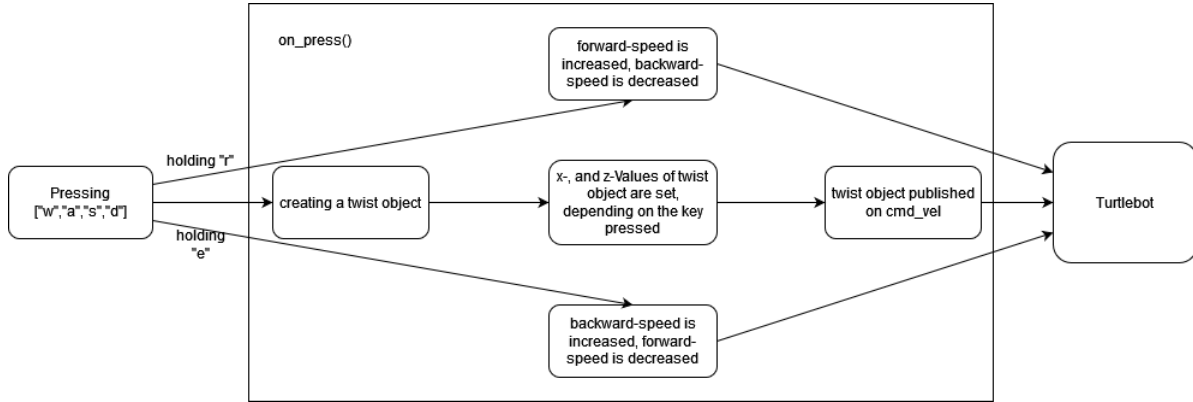 on_press()
forward-speed is
increased, backward-
speed is decreased
holding "r"
Pressing
["w","a","s","d"]
creating a twist object
x-, and z-Values of twist
object are set,
depending on the key
pressed
twist object published
on cmd_vel
Turtlebot
holding
"e"
backward-speed is
increased, forward-
speed is decreased